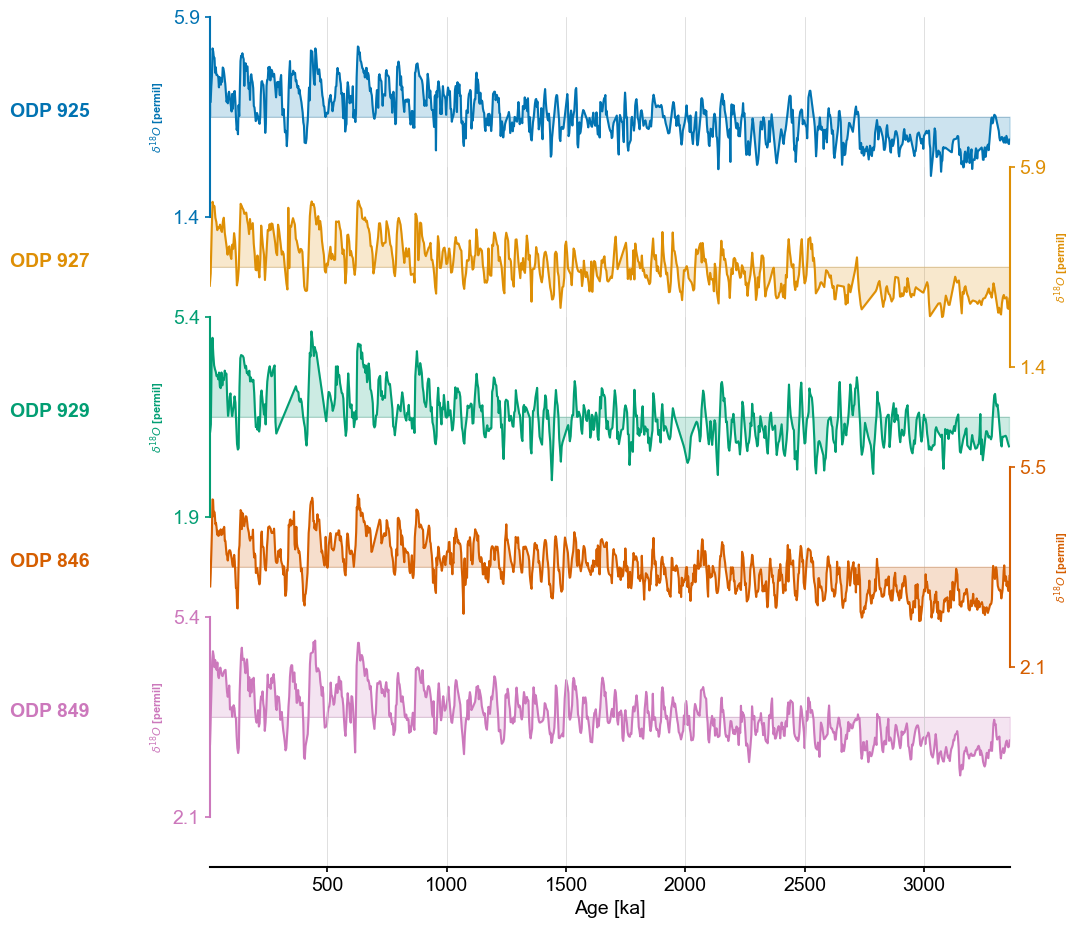 5.9
ODP 925
δ¹⁸O [permil]
1.4
5.9
ODP 927
δ¹⁸O [permil]
1.4
5.4
ODP 929
δ¹⁸O [permil]
1.9
5.5
ODP 846
δ¹⁸O [permil]
2.1
5.4
ODP 849
δ¹⁸O [permil]
2.1
500 1000 1500 2000 2500 3000
Age [ka]